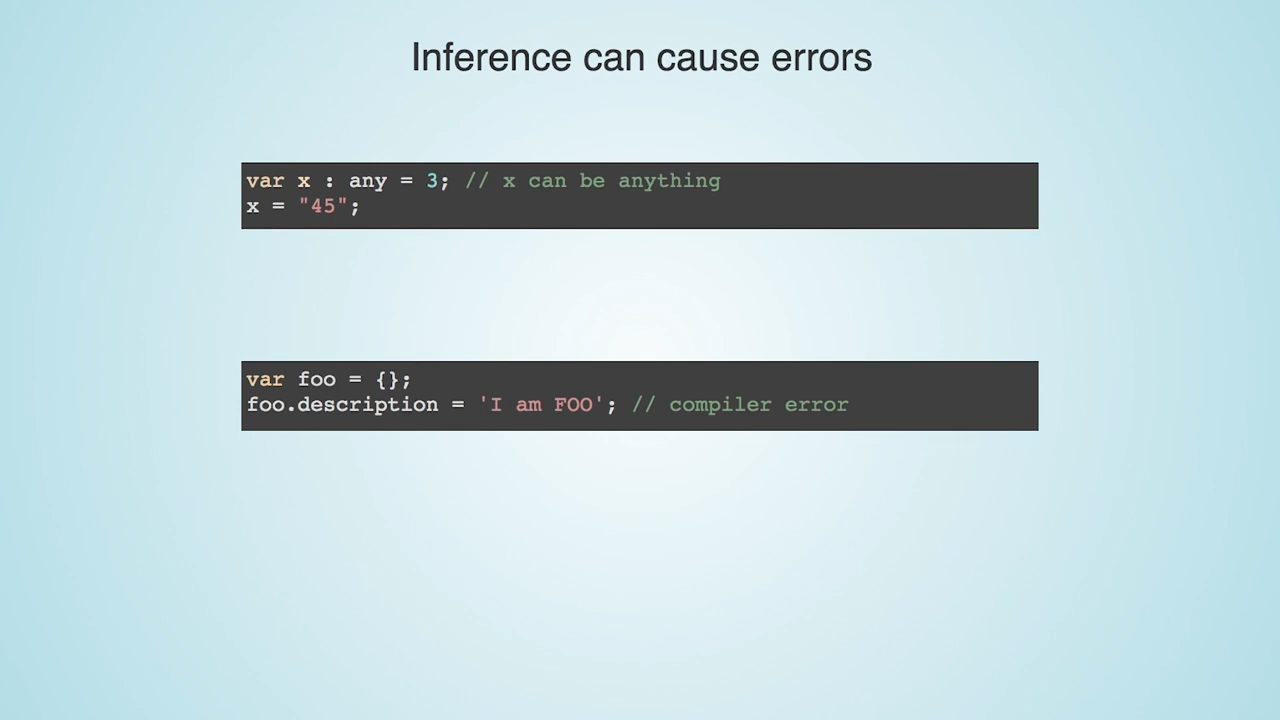 Inference can cause errors
var x : any = 3; // x can be anything
x = "45";
var foo = {};
foo.description = 'I am FOO'; // compiler error